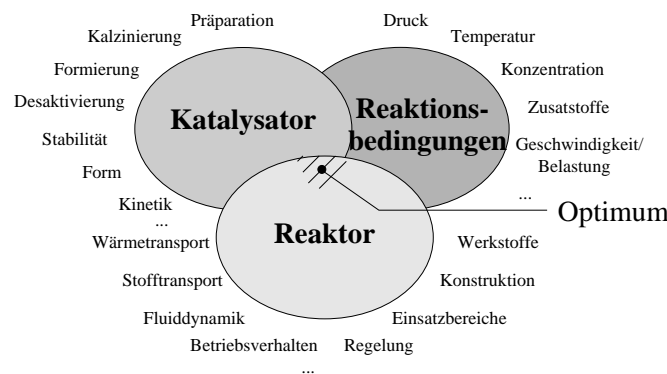 Präparation
Kalzinierung
Formierung
Desaktivierung
Stabilität
Form
Kinetik
...
Katalysator
Druck
Temperatur
Konzentration
Zusatstoffe
Geschwindigkeit/
Belastung
...
Reaktions-
bedingungen
Optimum
Reaktor
Wärmetransport
Stofftransport
Fluiddynamik
Betriebsverhalten
...
Regelung
Einsatzbereiche
Konstruktion
Werkstoffe